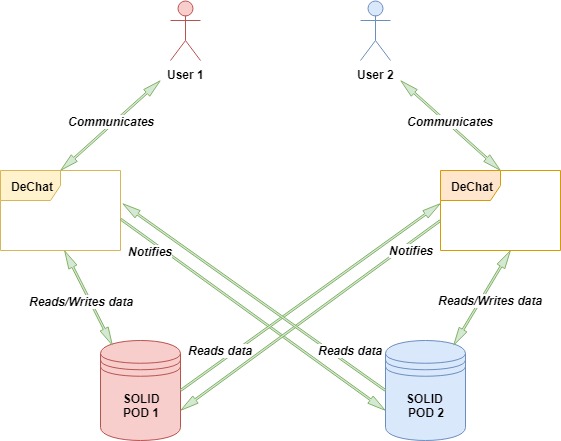 User 1
User 2
Communicates
Communicates
DeChat
DeChat
Notifies
Notifies
Reads/Writes data
Reads/Writes data
Reads data
Reads data
SOLID
POD 1
SOLID
POD 2